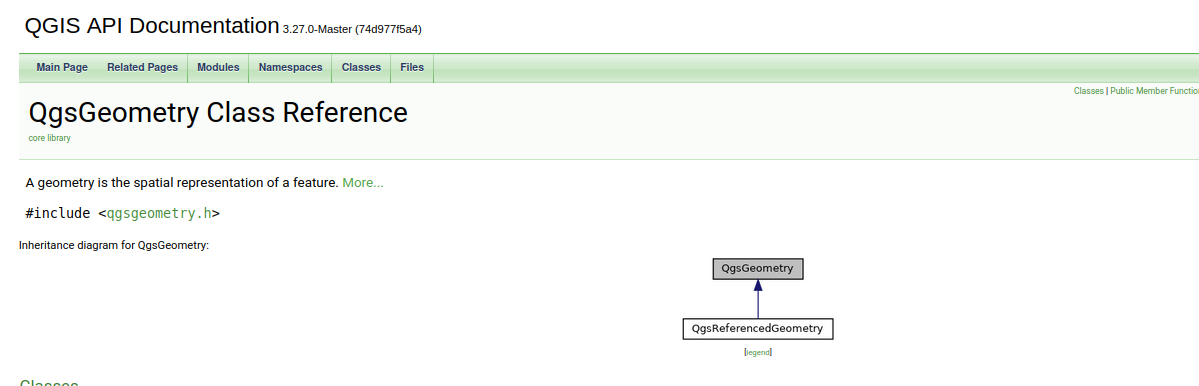 QGIS API Documentation 3.27.0-Master (74d977f5a4)
Main Page Related Pages Modules Namespaces Classes Files
Classes | Public Member Functio
QgsGeometry Class Reference
core library
A geometry is the spatial representation of a feature. More...
#include <qgsgeometry.h>
Inheritance diagram for QgsGeometry:
QgsGeometry
QgsReferencedGeometry
[legend]
Classes